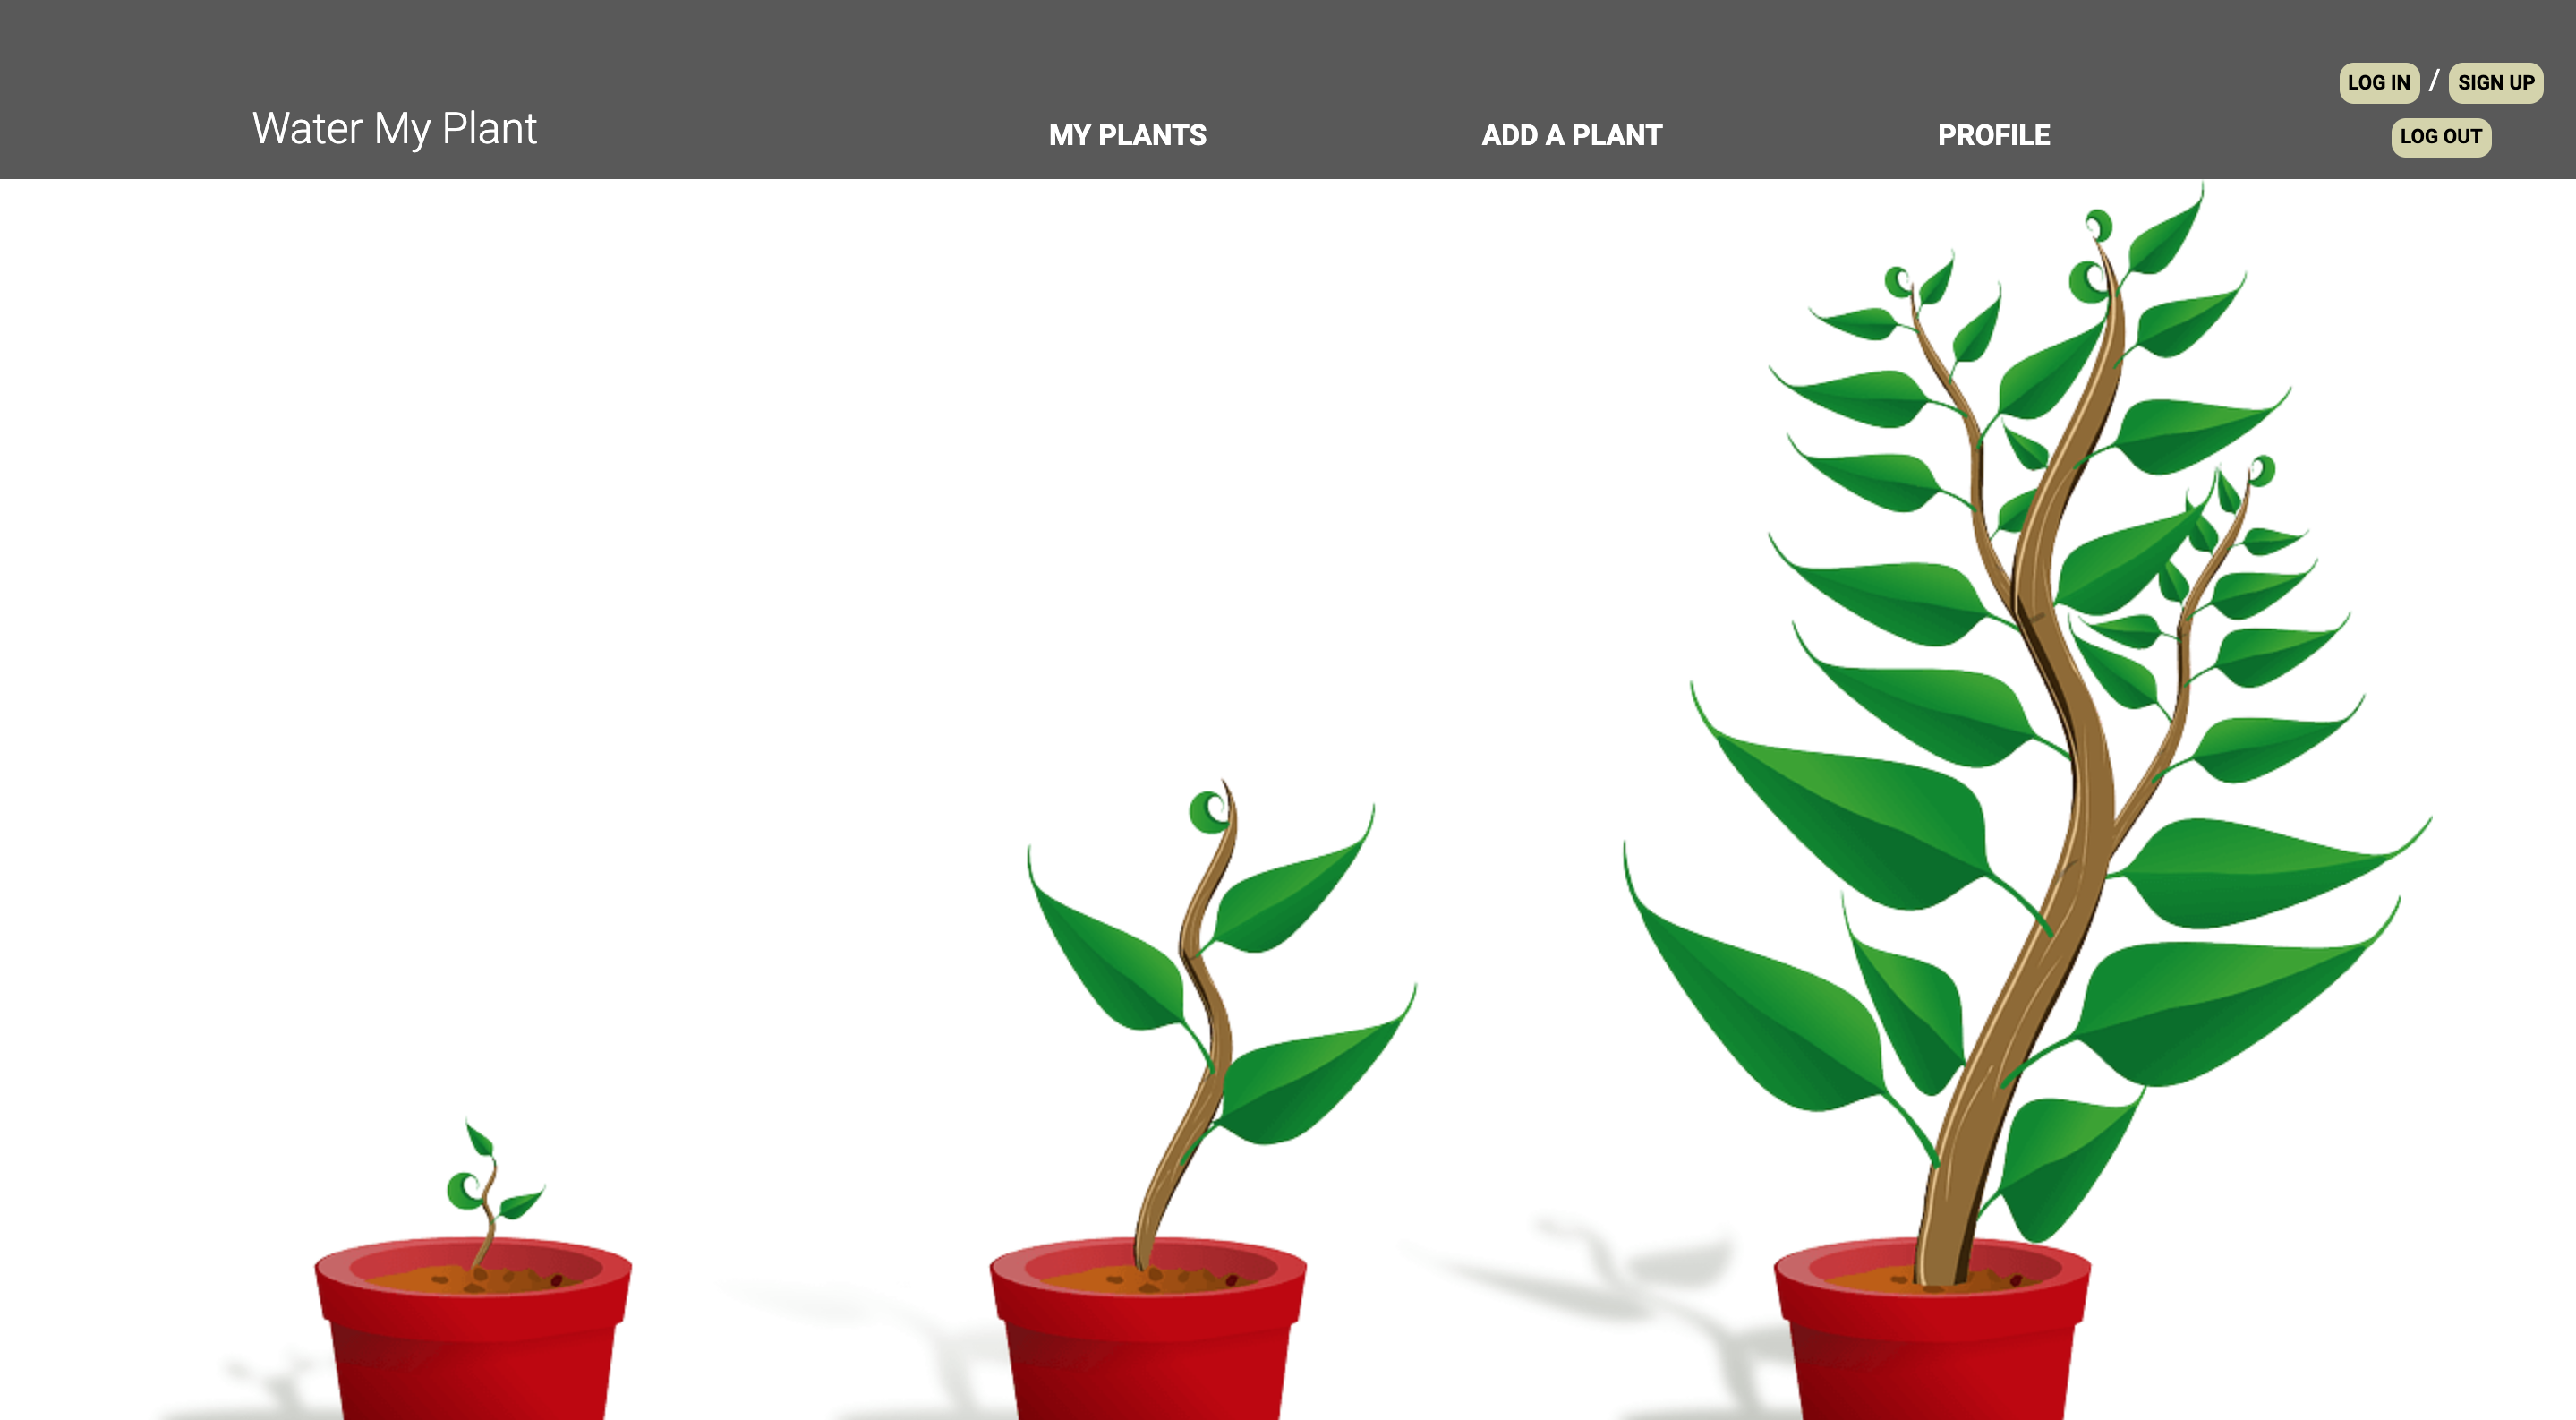 Water My Plant
MY PLANTS
ADD A PLANT
PROFILE
LOG IN / SIGN UP
LOG OUT